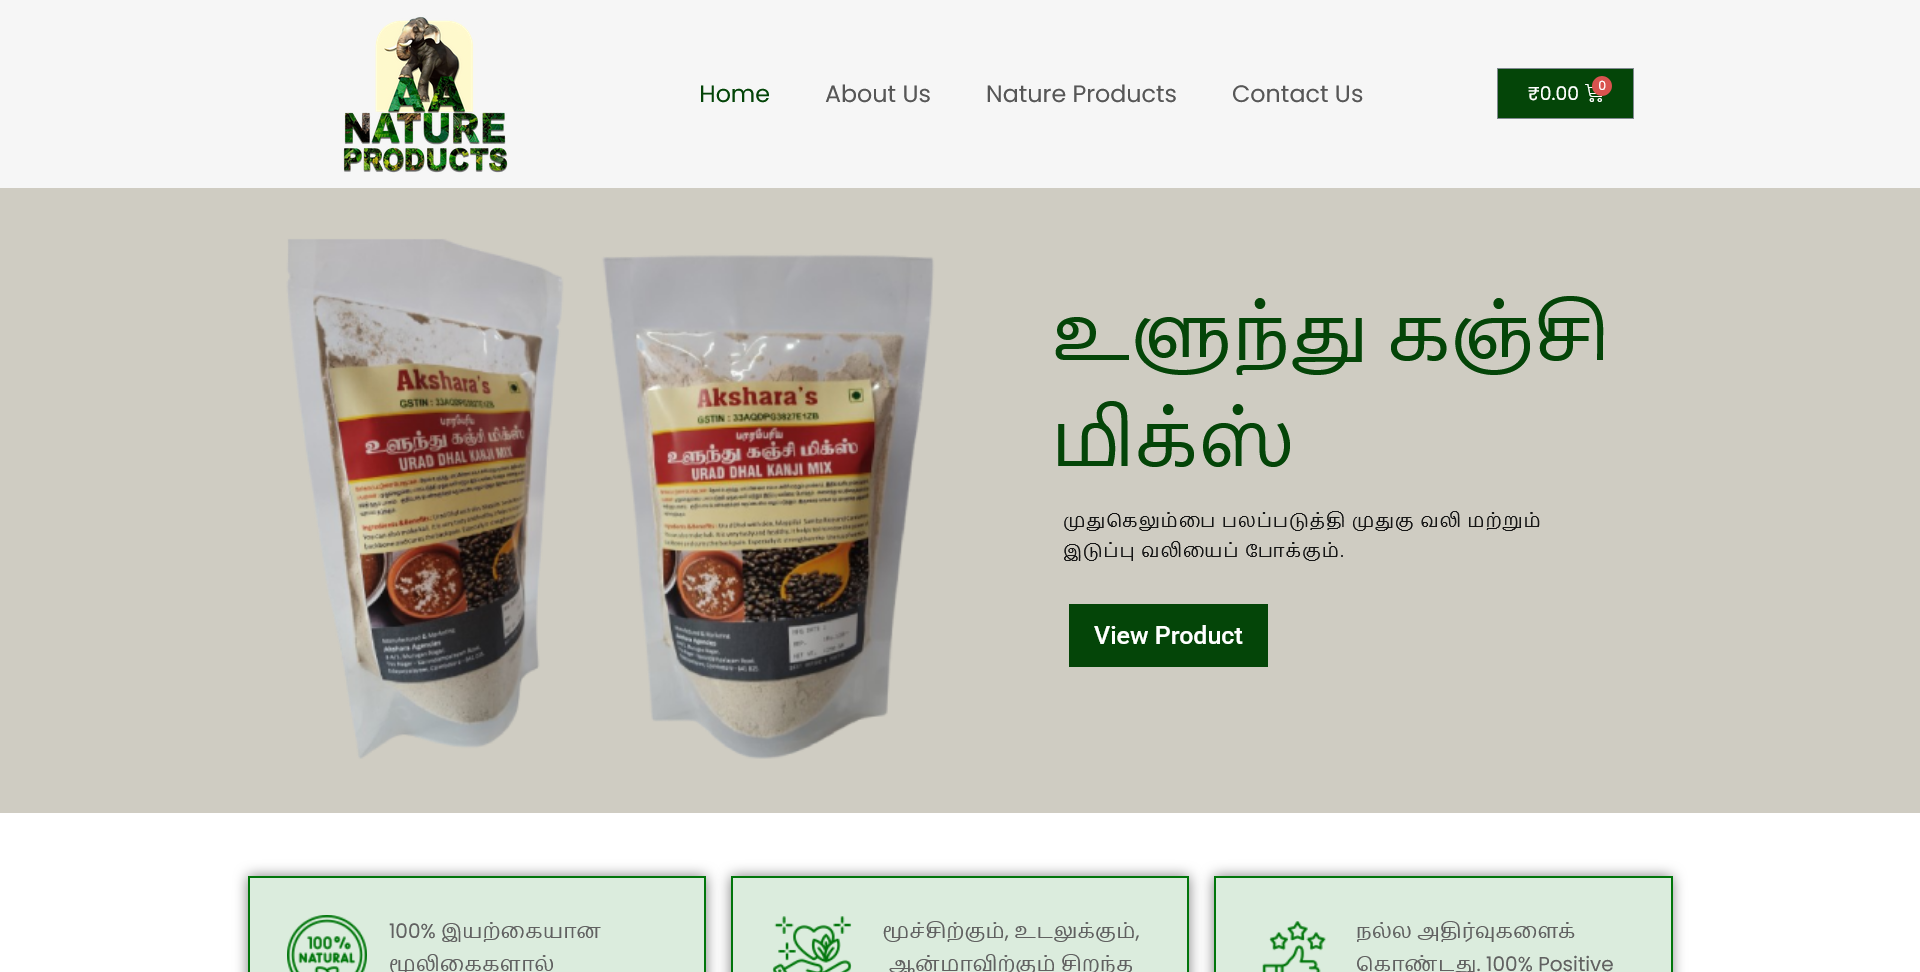 AA
NATURE
PRODUCTS
Home
About Us
Nature Products
Contact Us
₹0.00
0
Akshara's
GSTIN : 33AQDPG3827E1ZB
பாரம்பரிய
உளுந்து கஞ்சி மிக்ஸ்
URAD DHAL KANJI MIX
Akshara's
GSTIN : 33AQDPG3827E1ZB
பாரம்பரிய
உளுந்து கஞ்சி மிக்ஸ்
URAD DHAL KANJI MIX
உளுந்து கஞ்சி
மிக்ஸ்
முதுகெலும்பை பலப்படுத்தி முதுகு வலி மற்றும்
இடுப்பு வலியைப் போக்கும்.
View Product
100%
NATURAL
100% இயற்கையான
மூலிகைகளால்
மூச்சிற்கும், உடலுக்கும்,
ஆன்மாவிற்கும் சிறந்த
நல்ல அதிர்வுகளைக்
கொண்டது. 100% Positive